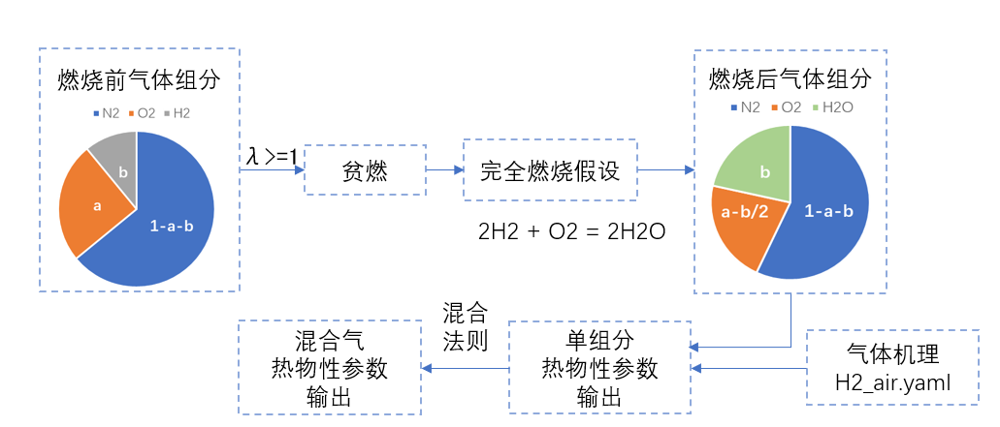 燃烧前气体组分
N2 O2 H2
b
a
1-a-b
λ >=1
贫燃
完全燃烧假设
2H2 + O2 = 2H2O
燃烧后气体组分
N2 O2 H2O
b
a-b/2
1-a-b
混合气
热物性参数
输出
混合
法则
单组分
热物性参数
输出
气体机理
H2_air.yaml